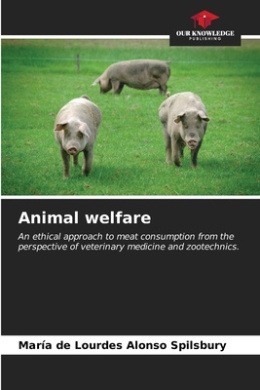 OUR KNOWLEDGE
PUBLISHING
Animal welfare
An ethical approach to meat consumption from the
perspective of veterinary medicine and zootechnics.
María de Lourdes Alonso Spilsbury